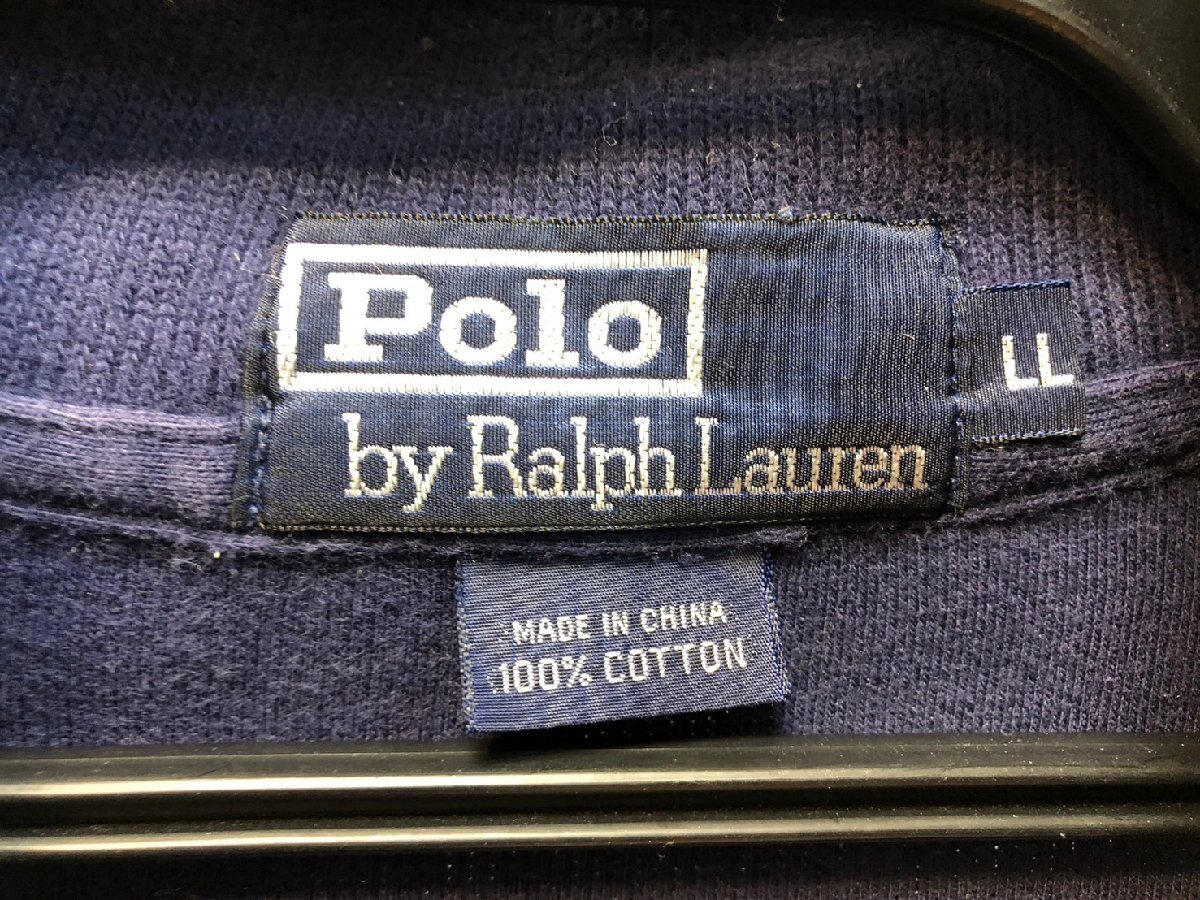 Polo
by Ralph Lauren
LL
MADE IN CHINA
100% COTTON